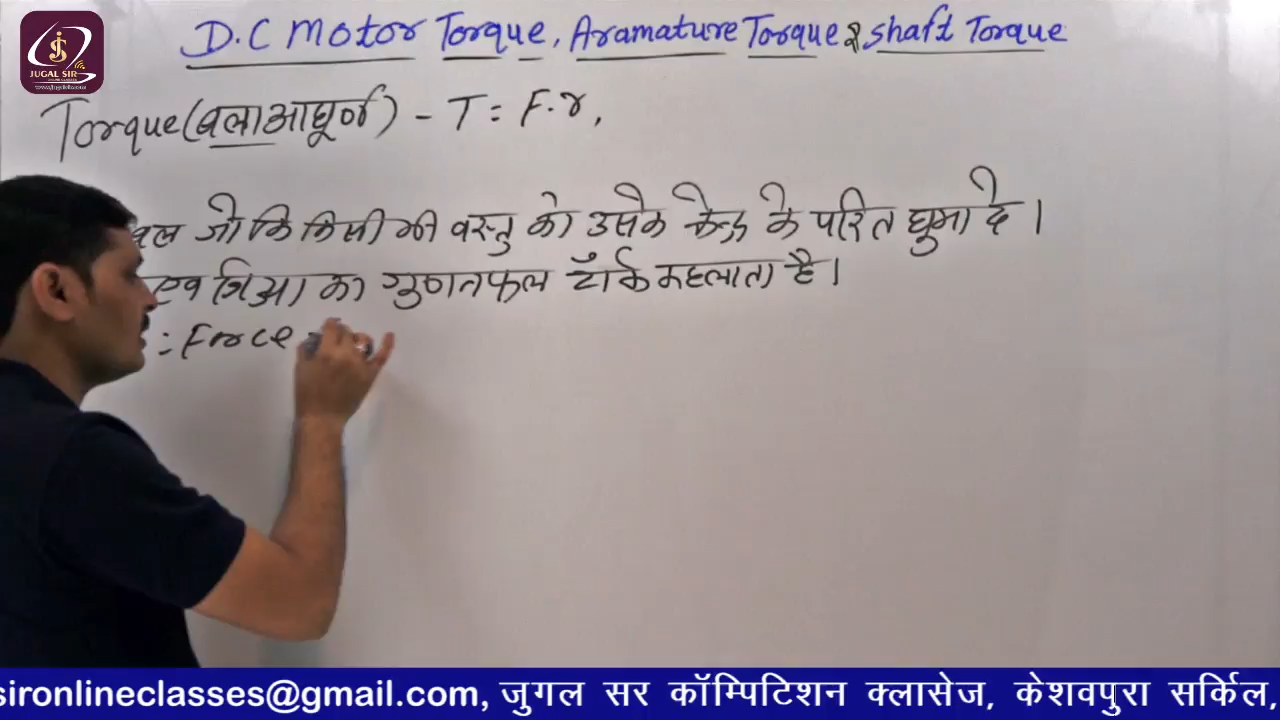 D.C Motor Torque, Aramature Torque & shaft Torque
JUGAL SIR
Torque (बलाआघूर्ण) - T = F.r,
बल जो कि किसी भी वस्तु को उसके केन्द्र के परित घुमा दे।
एव त्रिज्या का गुणनफल टॉर्क कहलाता है।
= Force
sironlineclasses@gmail.com, जुगल सर कॉम्पिटिशन क्लासेज, केशवपुरा सर्किल,